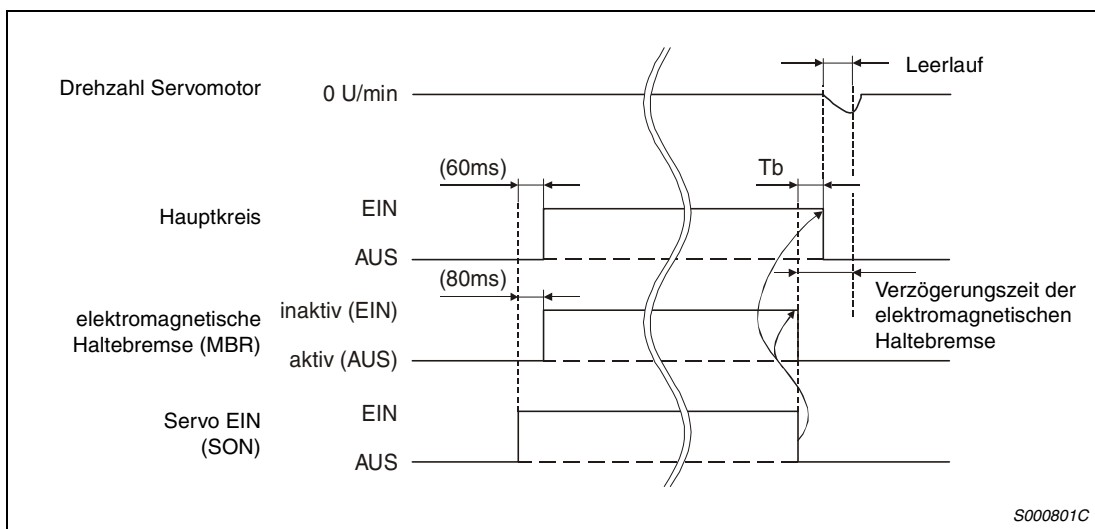 Leerlauf
Drehzahl Servomotor
0 U/min
(60ms)
Tb
Hauptkreis
EIN
AUS
(80ms)
Verzögerungszeit der
elektromagnetischen
Haltebremse
elektromagnetische
Haltebremse (MBR)
inaktiv (EIN)
aktiv (AUS)
Servo EIN
(SON)
EIN
AUS
S000801C